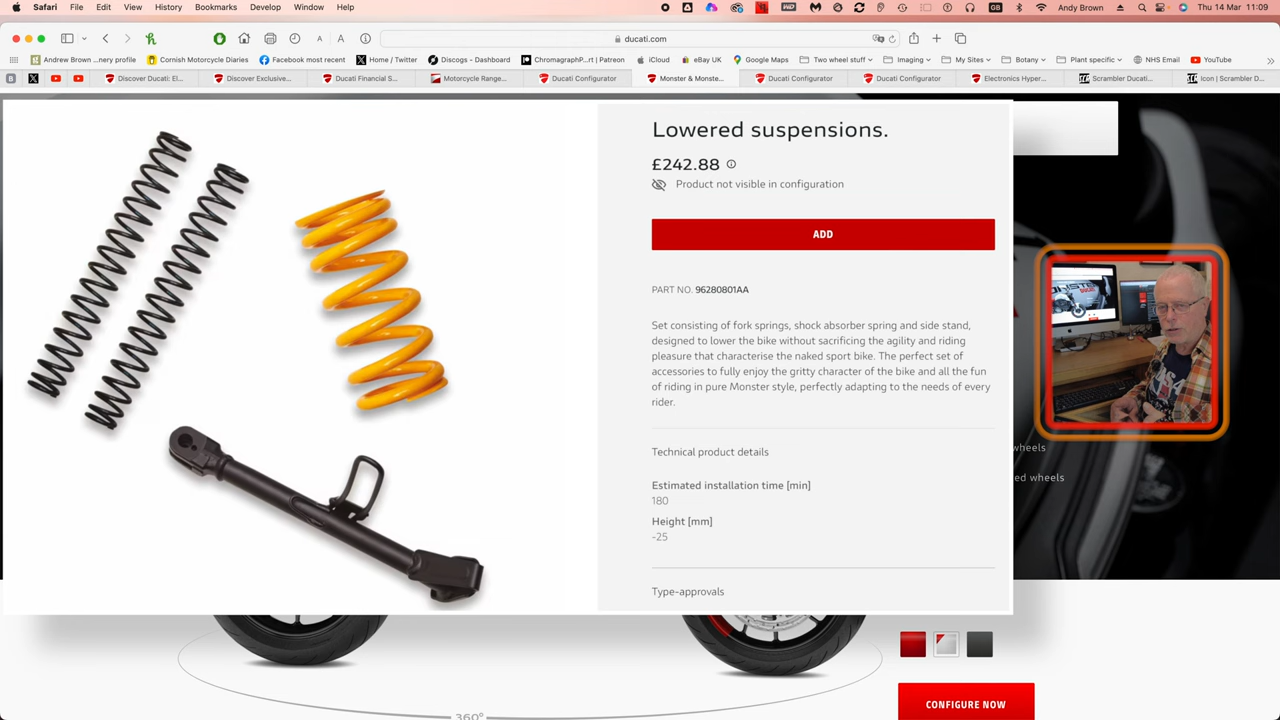 Safari File Edit View History Bookmarks Develop Window Help
GB Andy Brown Thu 14 Mar 11:09
A A ducati.com
Andrew Brown ...nery profile Cornish Motorcycle Diaries Facebook most recent Home / Twitter Discogs - Dashboard ChromagraphP...rt | Patreon iCloud eBay UK Google Maps Two wheel stuff Imaging My Sites Botany Plant specific NHS Email YouTube
Discover Ducati: El... Discover Exclusive... Ducati Financial S... Motorcycle Range... Ducati Configurator Monster & Monste... Ducati Configurator Ducati Configurator Electronics Hyper... Scrambler Ducati... Icon | Scrambler D...
Lowered suspensions.
£242.88
Product not visible in configuration
ADD
PART NO. 96280801AA
Set consisting of fork springs, shock absorber spring and side stand,
designed to lower the bike without sacrificing the agility and riding
pleasure that characterise the naked sport bike. The perfect set of
accessories to fully enjoy the gritty character of the bike and all the fun
of riding in pure Monster style, perfectly adapting to the needs of every
rider.
Technical product details
Estimated installation time [min]
180
Height [mm]
-25
Type-approvals
wheels
ed wheels
360°
CONFIGURE NOW